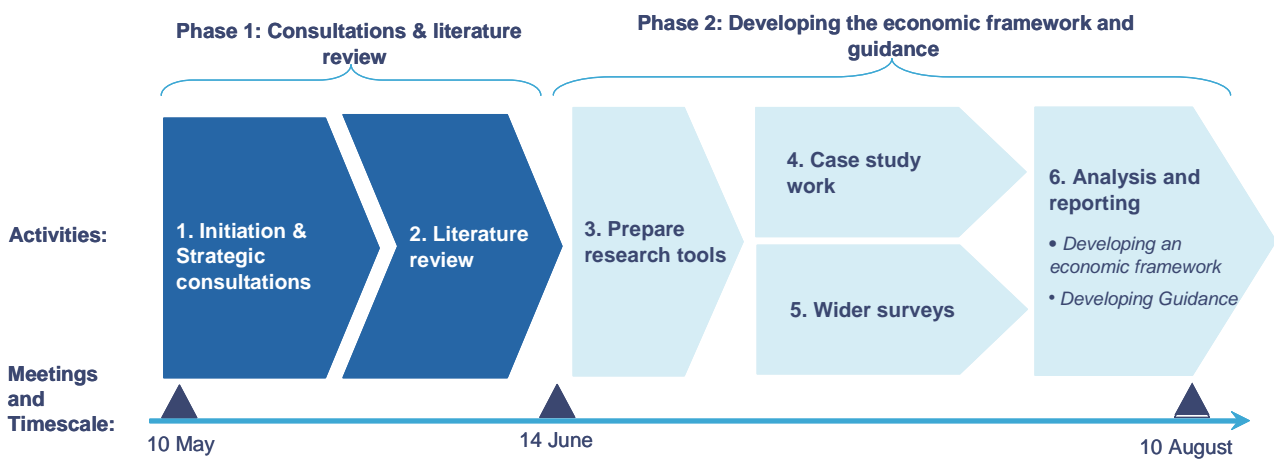 Phase 1: Consultations & literature
review
Phase 2: Developing the economic framework and
guidance
Activities:
1. Initiation &
Strategic
consultations
2. Literature
review
3. Prepare
research tools
4. Case study
work
5. Wider surveys
6. Analysis and
reporting
• Developing an
economic framework
• Developing Guidance
Meetings
and
Timescale:
10 May
14 June
10 August